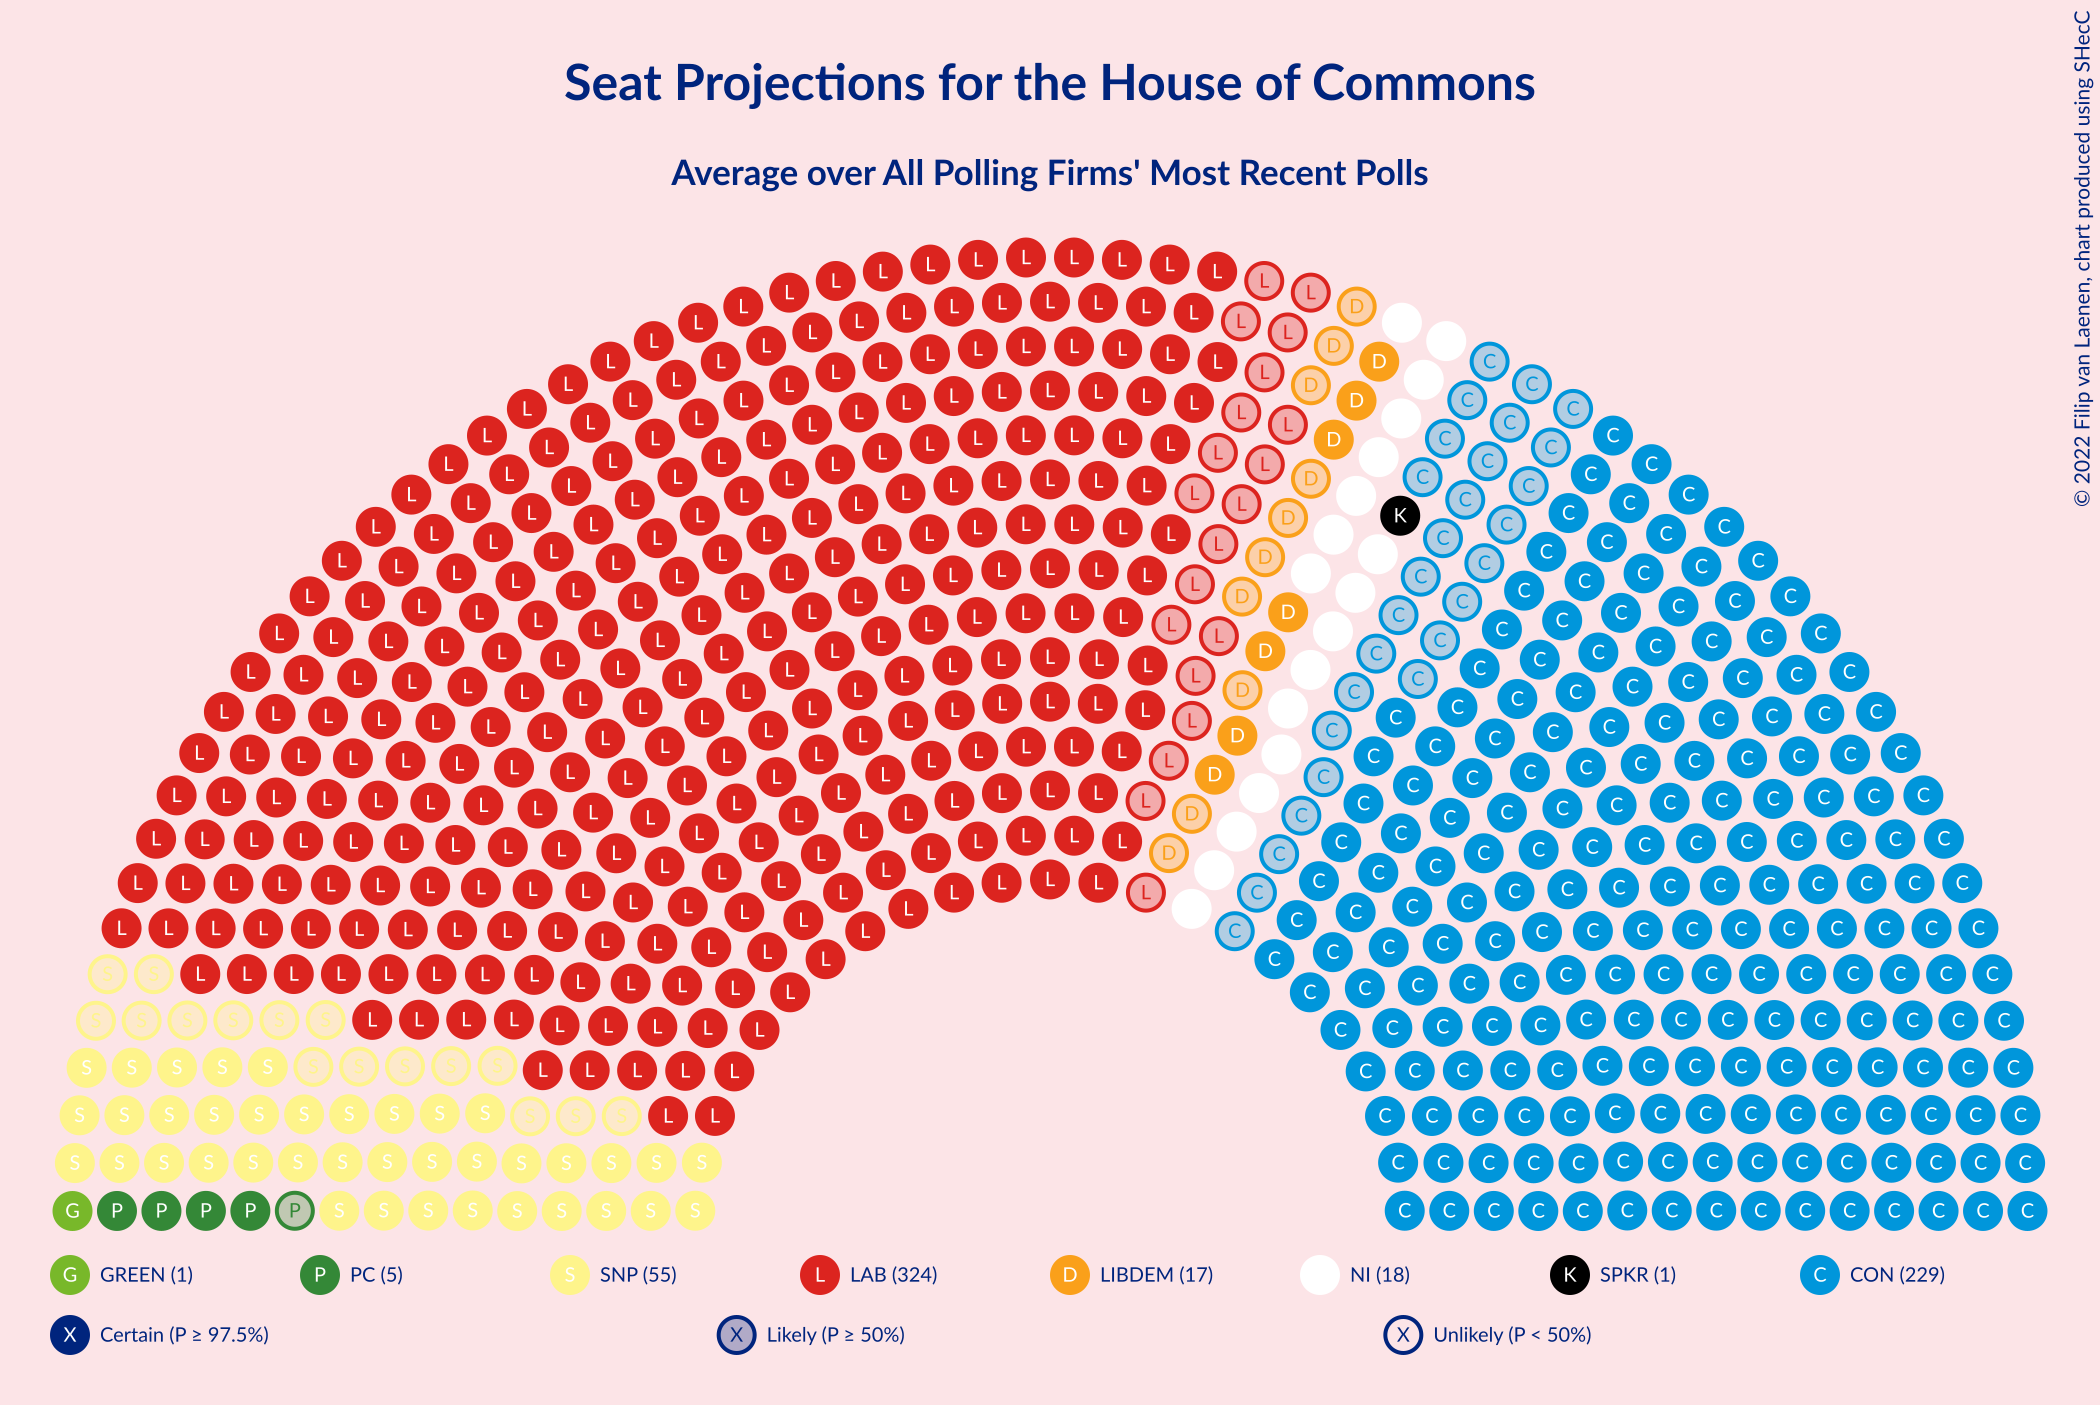 Seat Projections for the House of Commons
Average over All Polling Firms' Most Recent Polls
© 2022 Filip van Laenen, chart produced using SHecC
G GREEN (1)
P PC (5)
S SNP (55)
L LAB (324)
D LIBDEM (17)
NI (18)
K SPKR (1)
C CON (229)
X Certain (P ≥ 97.5%)
X Likely (P ≥ 50%)
X Unlikely (P < 50%)